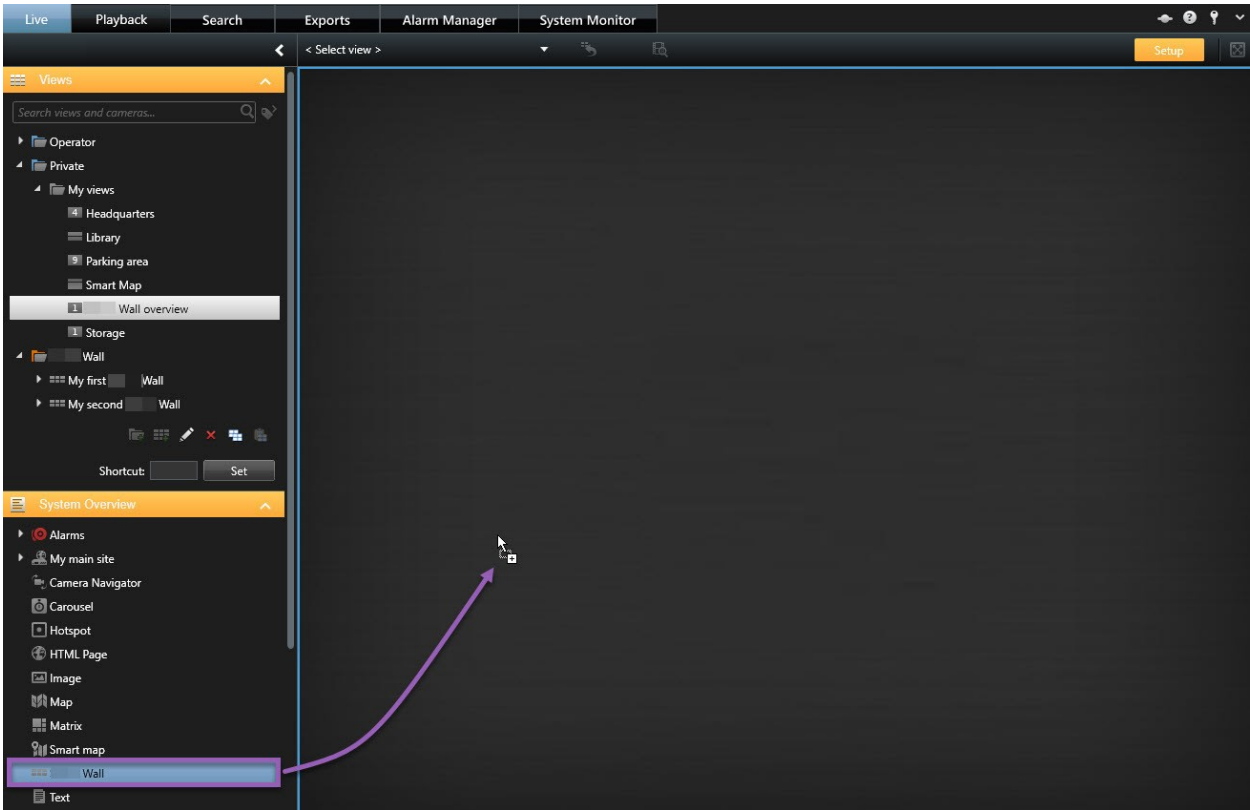 Live Playback Search Exports Alarm Manager System Monitor
< Select view > Setup
Views
Search views and cameras...
Operator
Private
My views
4 Headquarters
Library
9 Parking area
Smart Map
1 Wall overview
1 Storage
Wall
My first Wall
My second Wall
Shortcut: Set
System Overview
Alarms
My main site
Camera Navigator
Carousel
Hotspot
HTML Page
Image
Map
Matrix
Smart map
Wall
Text